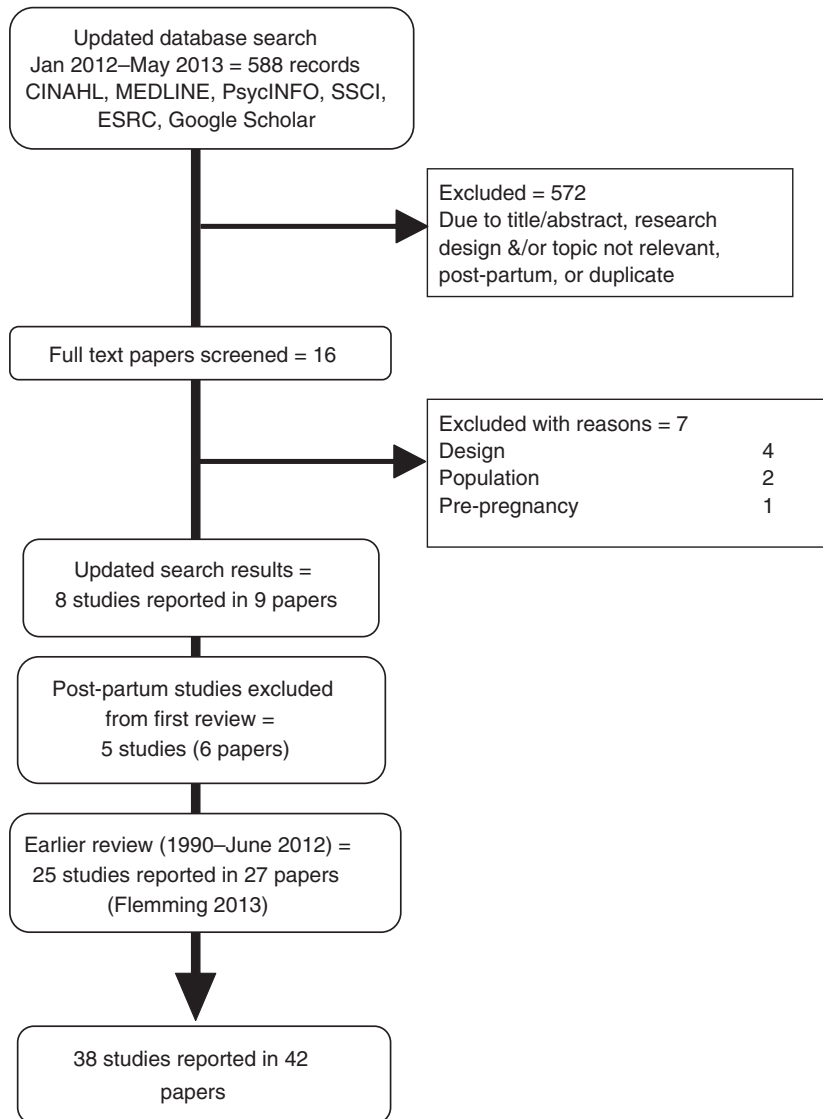 Updated database search
Jan 2012–May 2013 = 588 records
CINAHL, MEDLINE, PsycINFO, SSCI,
ESRC, Google Scholar
Excluded = 572
Due to title/abstract, research
design &/or topic not relevant,
post-partum, or duplicate
Full text papers screened = 16
Excluded with reasons = 7
Design 4
Population 2
Pre-pregnancy 1
Updated search results =
8 studies reported in 9 papers
Post-partum studies excluded
from first review =
5 studies (6 papers)
Earlier review (1990–June 2012) =
25 studies reported in 27 papers
(Flemming 2013)
38 studies reported in 42
papers